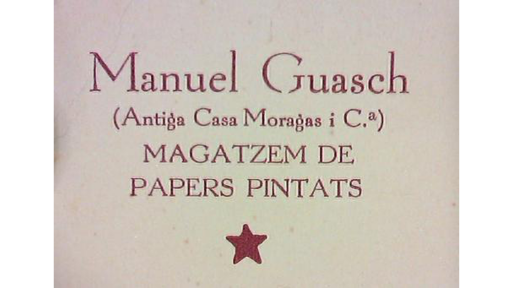 Manuel Guasch
(Antiga Casa Moragas i C.ª)
MAGATZEM DE
PAPERS PINTATS